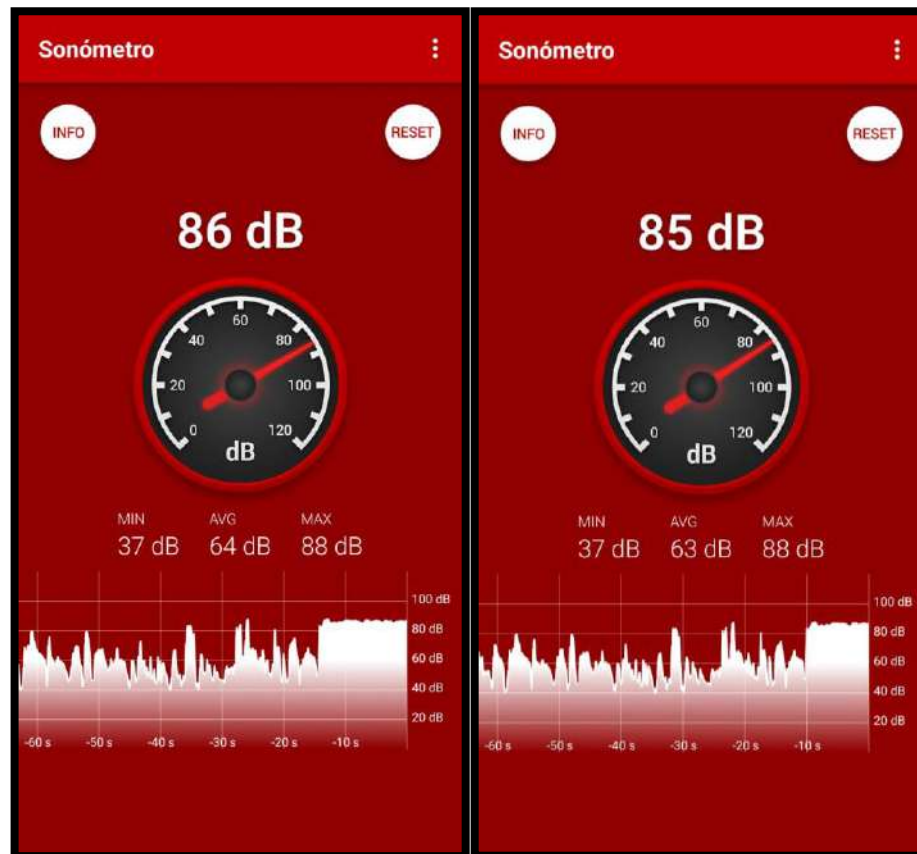 Sonómetro
INFO
RESET
86 dB
60
40
80
20
100
0
120
dB
MIN AVG MAX
37 dB 64 dB 88 dB
100 dB
80 dB
60 dB
40 dB
20 dB
-60 s -50 s -40 s -30 s -20 s -10 s
Sonómetro
INFO
RESET
85 dB
60
40
80
20
100
0
120
dB
MIN AVG MAX
37 dB 63 dB 88 dB
100 dB
80 dB
60 dB
40 dB
20 dB
-60 s -50 s -40 s -30 s -20 s -10 s